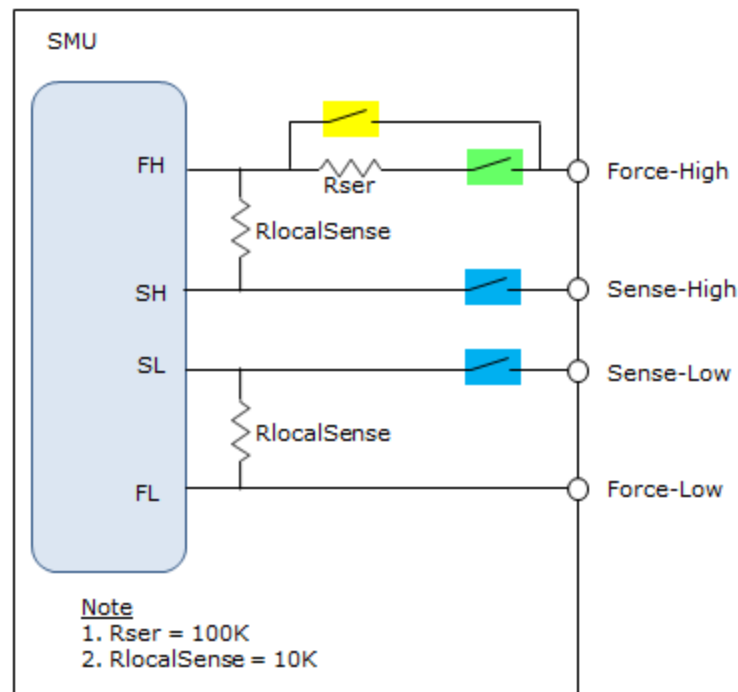 SMU
FH
Rser
Force-High
RlocalSense
SH
Sense-High
SL
Sense-Low
RlocalSense
FL
Force-Low
Note
1. Rser = 100K
2. RlocalSense = 10K